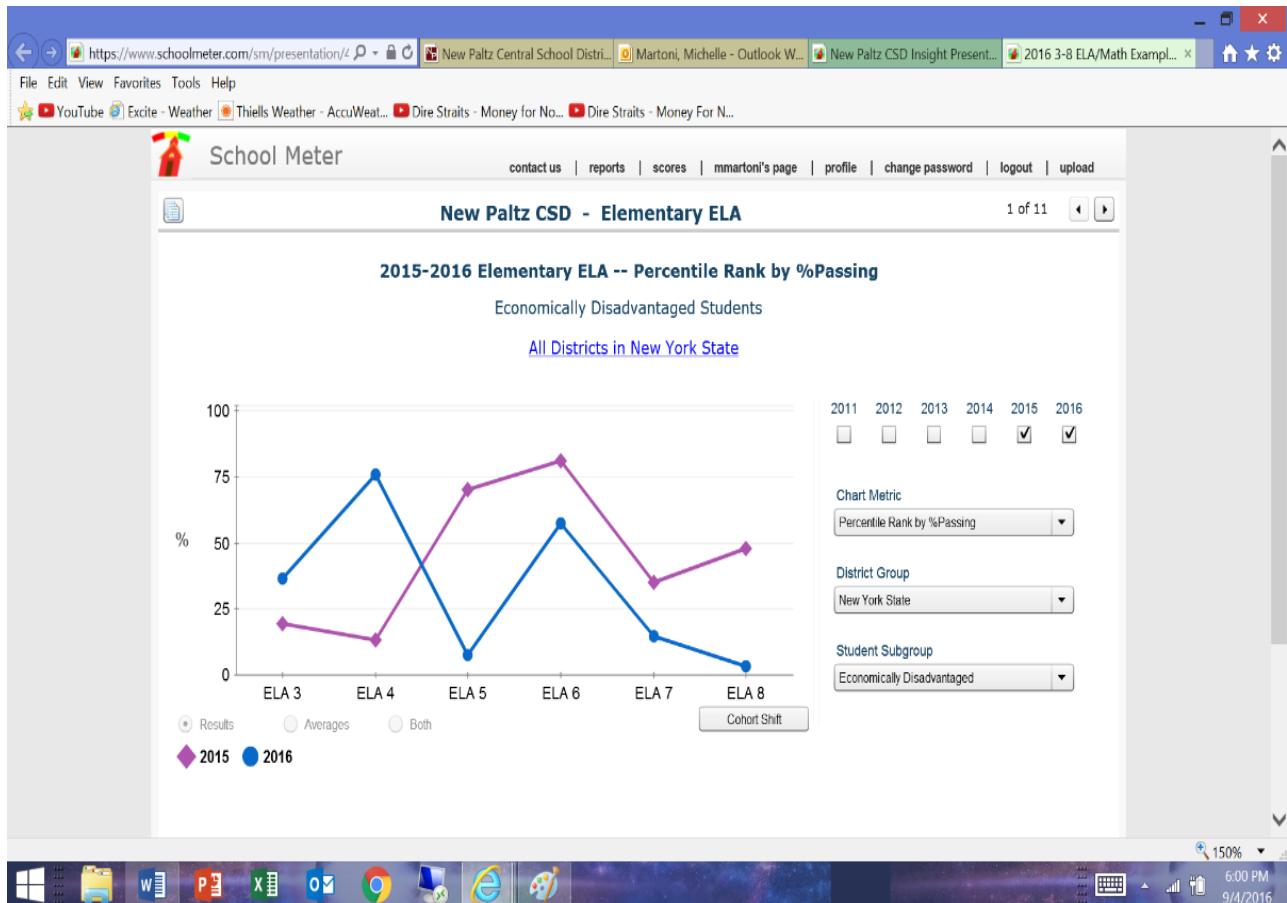 https://www.schoolmeter.com/sm/presentation/
New Paltz Central School Distri...
Martoni, Michelle - Outlook W...
New Paltz CSD Insight Present...
2016 3-8 ELA/Math Exampl...
File Edit View Favorites Tools Help
YouTube Excite - Weather Thiells Weather - AccuWeat... Dire Straits - Money for No... Dire Straits - Money For N...
School Meter
contact us | reports | scores | mmartoni's page | profile | change password | logout | upload
New Paltz CSD - Elementary ELA
1 of 11
2015-2016 Elementary ELA -- Percentile Rank by %Passing
Economically Disadvantaged Students
All Districts in New York State
2011 2012 2013 2014 2015 2016
100
75
50
25
0
%
ELA 3 ELA 4 ELA 5 ELA 6 ELA 7 ELA 8
Chart Metric
Percentile Rank by %Passing
District Group
New York State
Student Subgroup
Economically Disadvantaged
Results Averages Both
Cohort Shift
2015 2016
150%
6:00 PM
9/4/2016